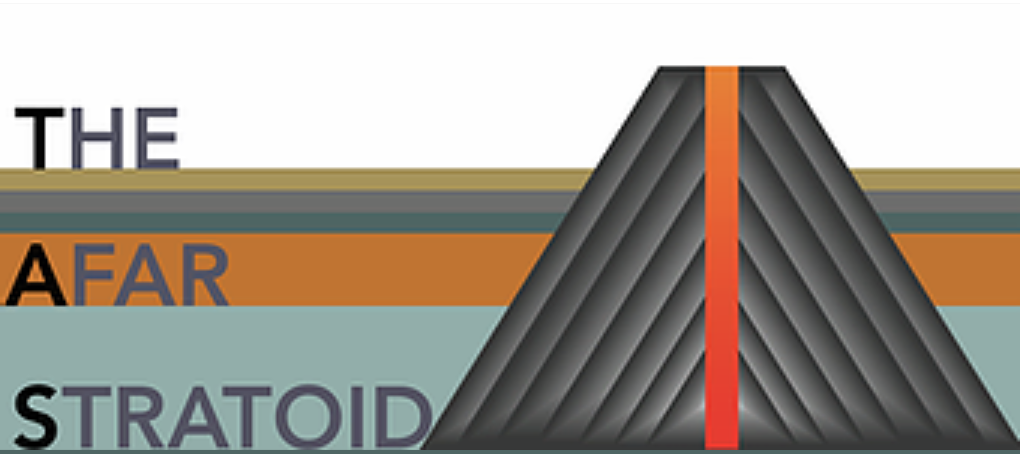 THE
AFAR
STRATOID